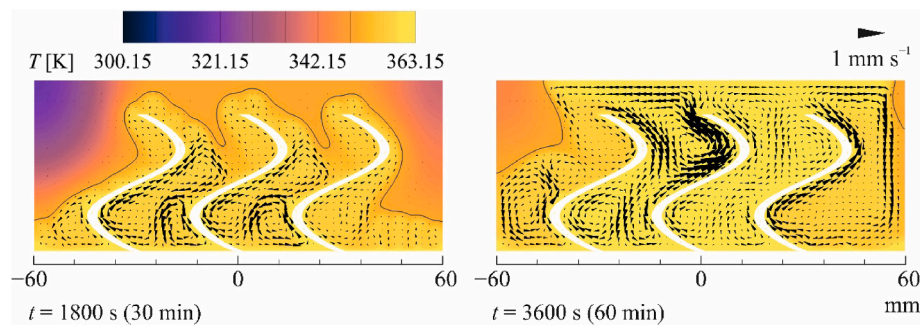 T [K] 300.15 321.15 342.15 363.15
1 mm s⁻¹
−60 0 60 −60 0 60
mm
t = 1800 s (30 min) t = 3600 s (60 min)